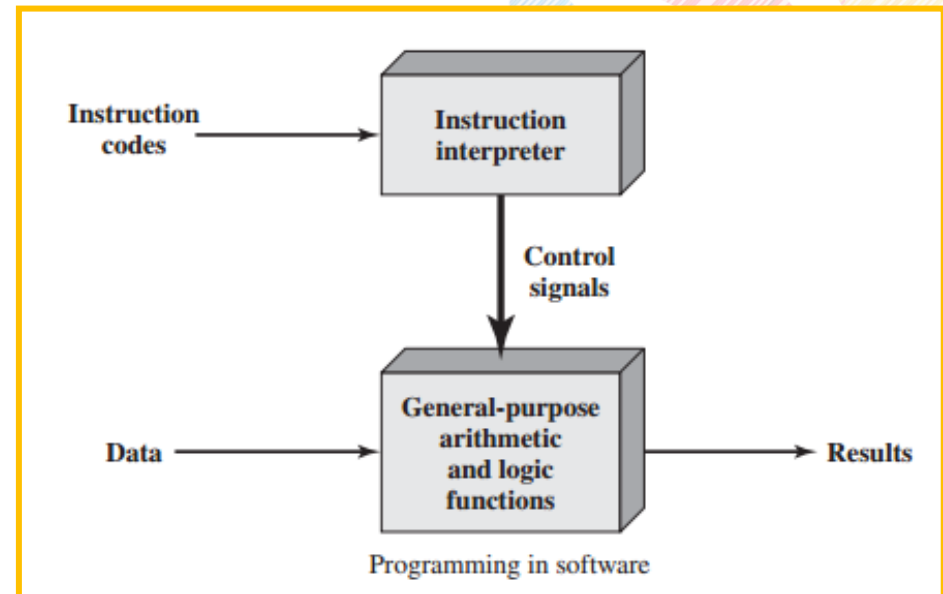 Instruction
codes
Instruction
interpreter
Control
signals
Data
General-purpose
arithmetic
and logic
functions
Results
Programming in software